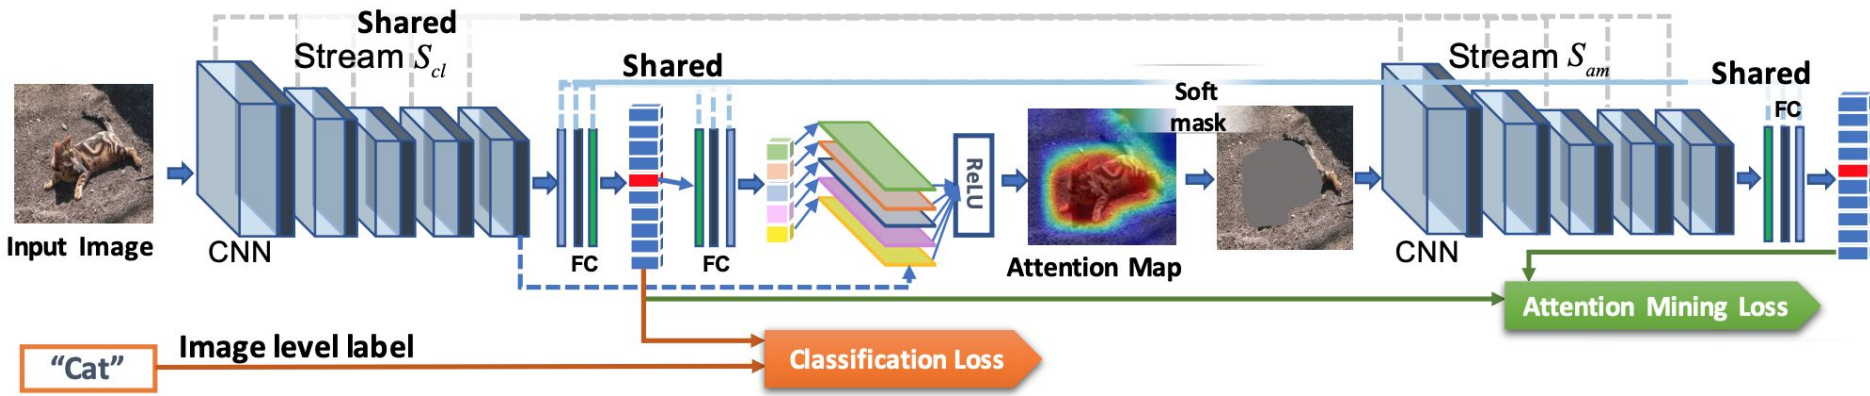 Shared
Stream S_cl
Shared
Stream S_am
Shared
Soft
mask
FC
ReLU
Input Image
CNN
FC
FC
Attention Map
CNN
Attention Mining Loss
"Cat"
Image level label
Classification Loss